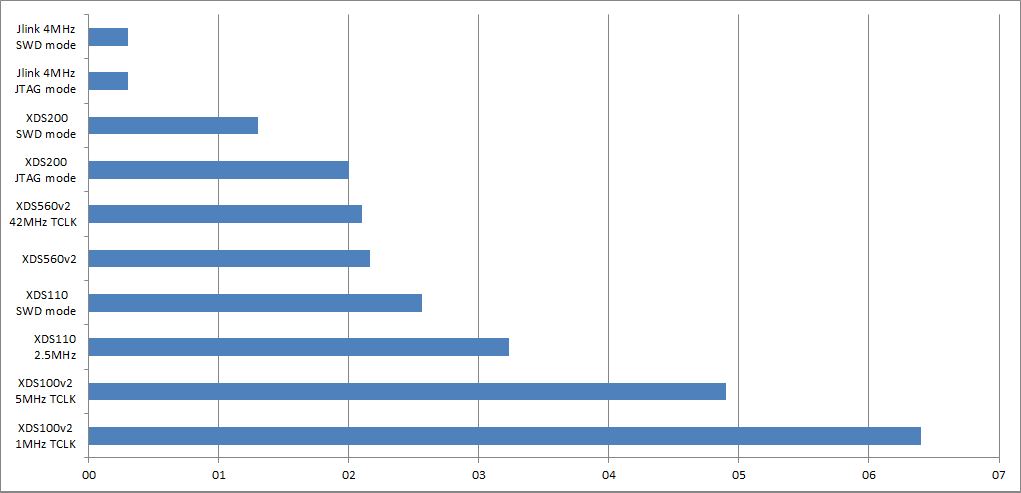 Jlink 4MHz
SWD mode
Jlink 4MHz
JTAG mode
XDS200
SWD mode
XDS200
JTAG mode
XDS560v2
42MHz TCLK
XDS560v2
XDS110
SWD mode
XDS110
2.5MHz
XDS100v2
5MHz TCLK
XDS100v2
1MHz TCLK
00 01 02 03 04 05 06 07